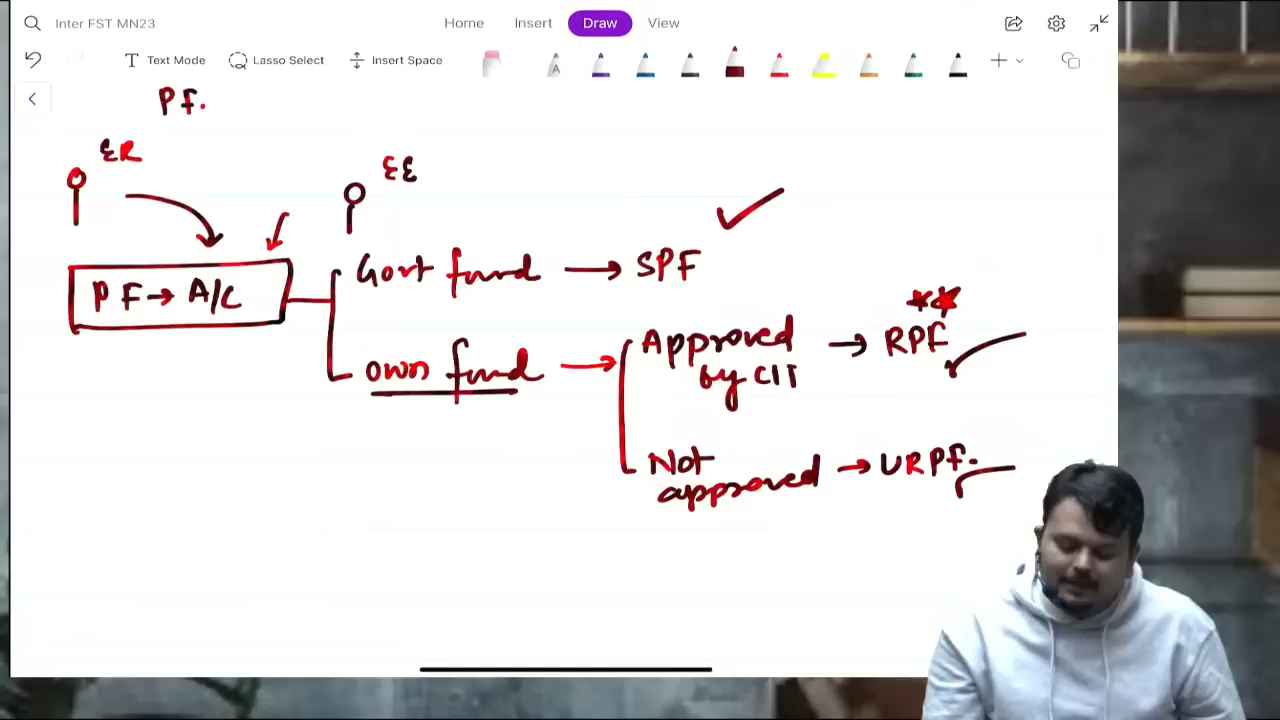 Inter FST MN23
Home Insert Draw View
Text Mode Lasso Select Insert Space
Pf.
ER
EE
PF → A/C
Govt fund → SPF
own fund →
Approved by CIT → RPF
Not approved → URPf.